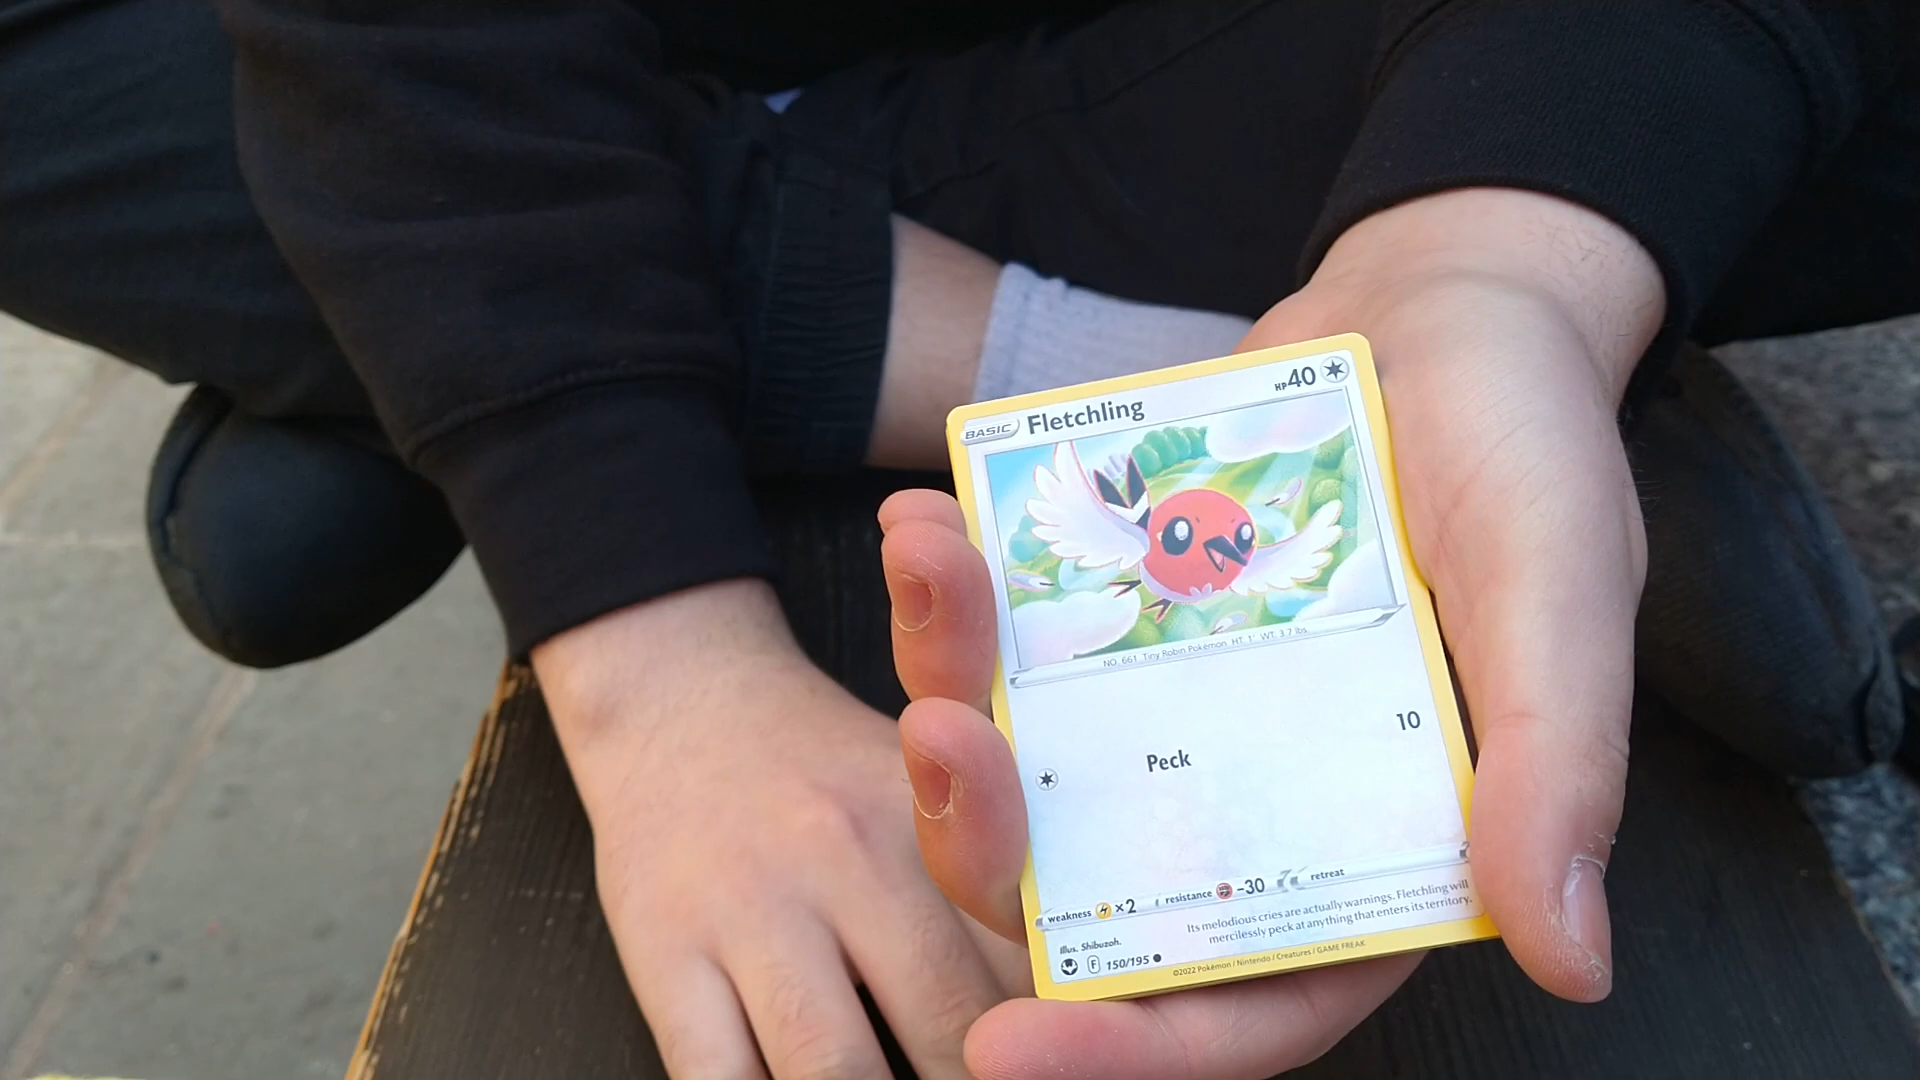 BASIC Fletchling HP 40
NO. 661 Tiny Robin Pokémon HT. 1' WT. 3.7 lbs.
Peck 10
weakness ×2 resistance -30 retreat
Its melodious cries are actually warnings. Fletchling will
mercilessly peck at anything that enters its territory.
Illus. Shibuzoh.
F 150/195
©2022 Pokémon / Nintendo / Creatures / GAME FREAK